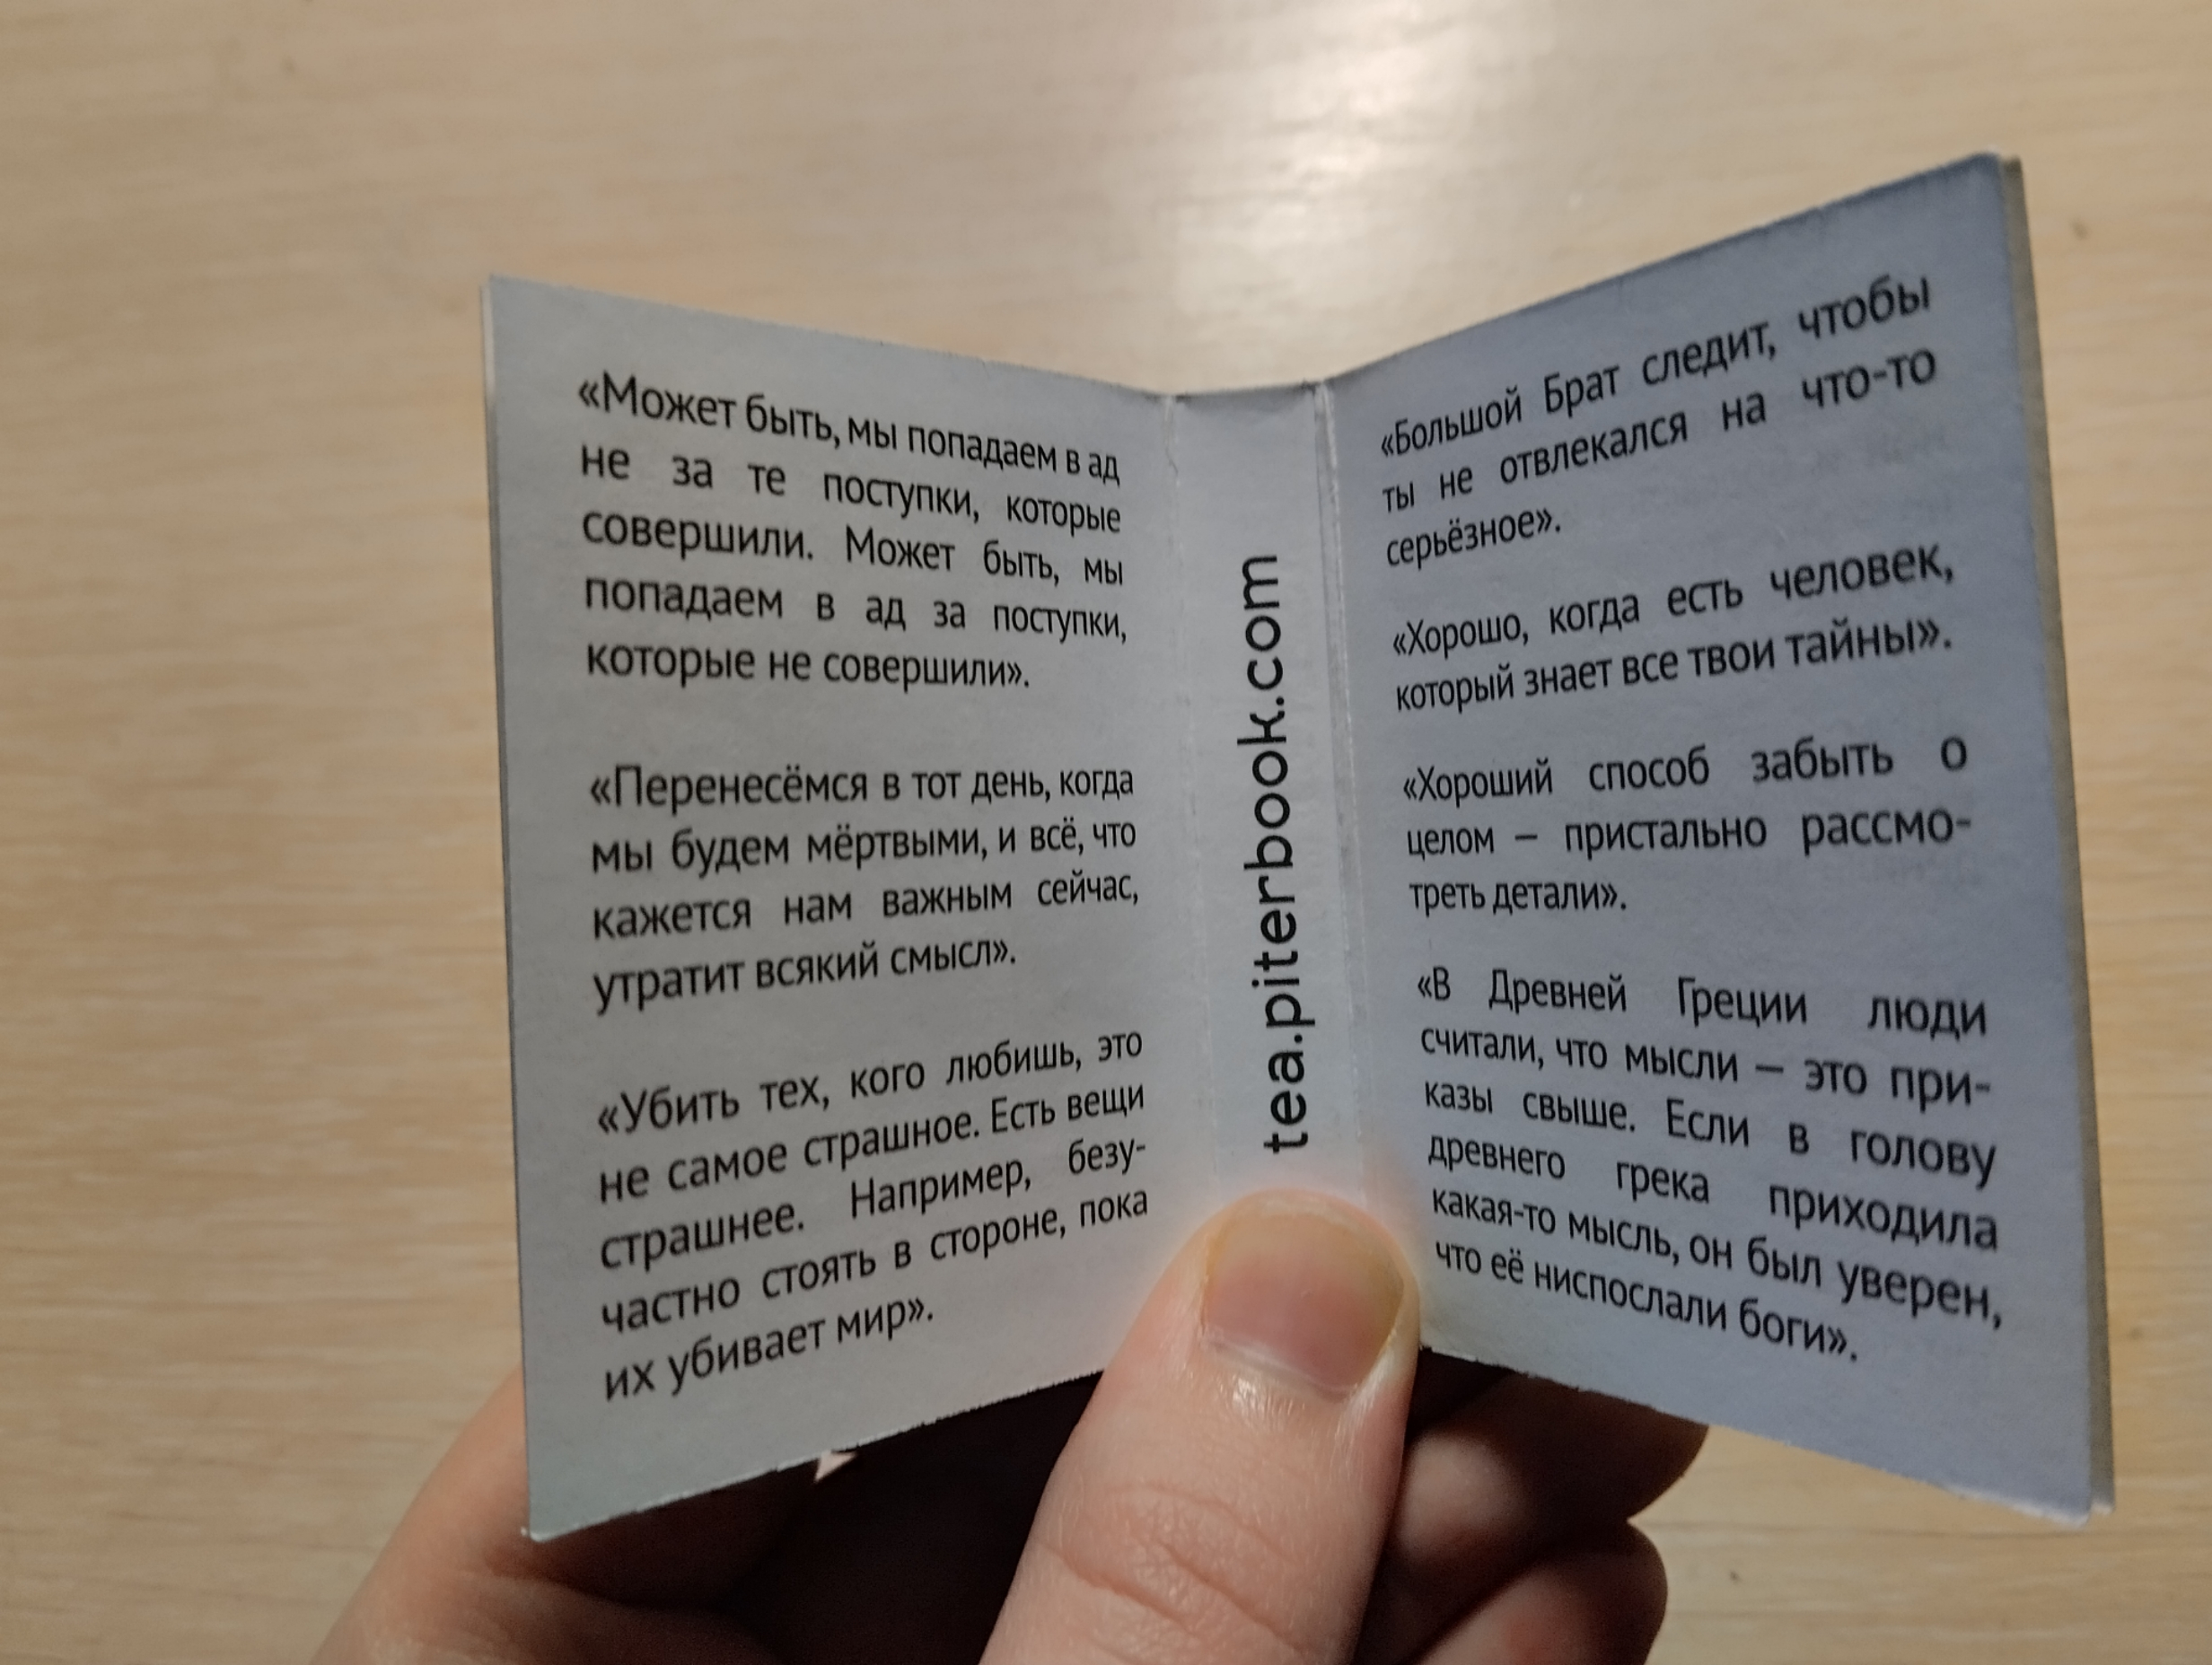 «Может быть, мы попадаем в ад
не за те поступки, которые
совершили. Может быть, мы
попадаем в ад за поступки,
которые не совершили».
«Перенесёмся в тот день, когда
мы будем мёртвыми, и всё, что
кажется нам важным сейчас,
утратит всякий смысл».
«Убить тех, кого любишь, это
не самое страшное. Есть вещи
страшнее. Например, безу-
частно стоять в стороне, пока
их убивает мир».
tea.piterbook.com
«Большой Брат следит, чтобы
ты не отвлекался на что-то
серьёзное».
«Хорошо, когда есть человек,
который знает все твои тайны».
«Хороший способ забыть о
целом – пристально рассмо-
треть детали».
«В Древней Греции люди
считали, что мысли – это при-
казы свыше. Если в голову
древнего грека приходила
какая-то мысль, он был уверен,
что её ниспослали боги».